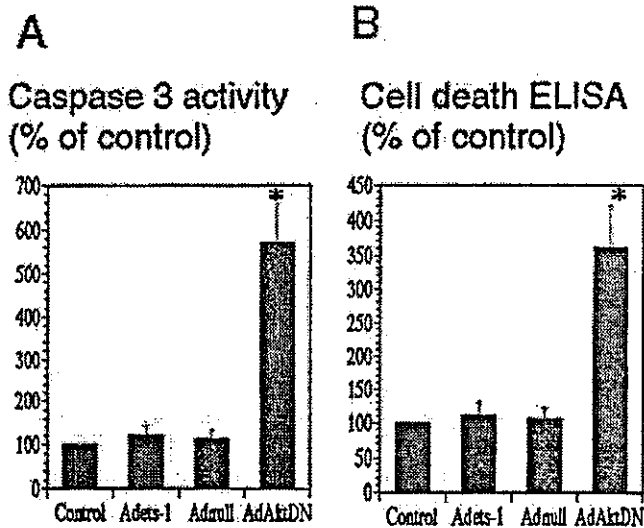 A
Caspase 3 activity
(% of control)
700
600
500
400
300
200
100
0
*
Control Adets-1 Adnull AdAktDN
B
Cell death ELISA
(% of control)
450
400
350
300
250
200
150
100
50
0
*
Control Adets-1 Adnull AdAktDN